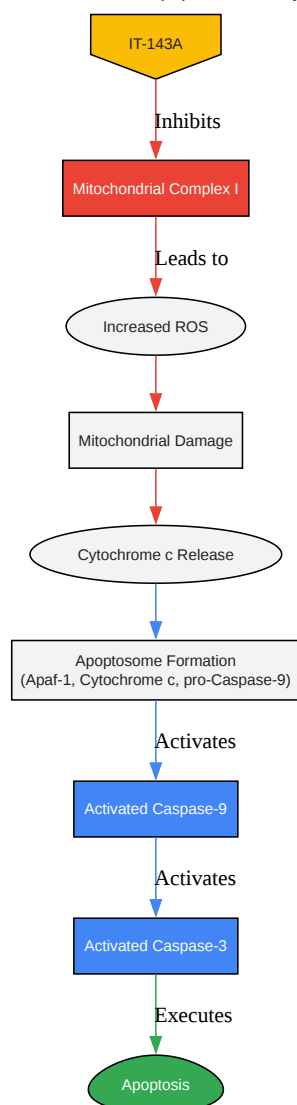 IT-143A
Inhibits
Mitochondrial Complex I
Leads to
Increased ROS
Mitochondrial Damage
Cytochrome c Release
Apoptosome Formation
(Apaf-1, Cytochrome c, pro-Caspase-9)
Activates
Activated Caspase-9
Activates
Activated Caspase-3
Executes
Apoptosis